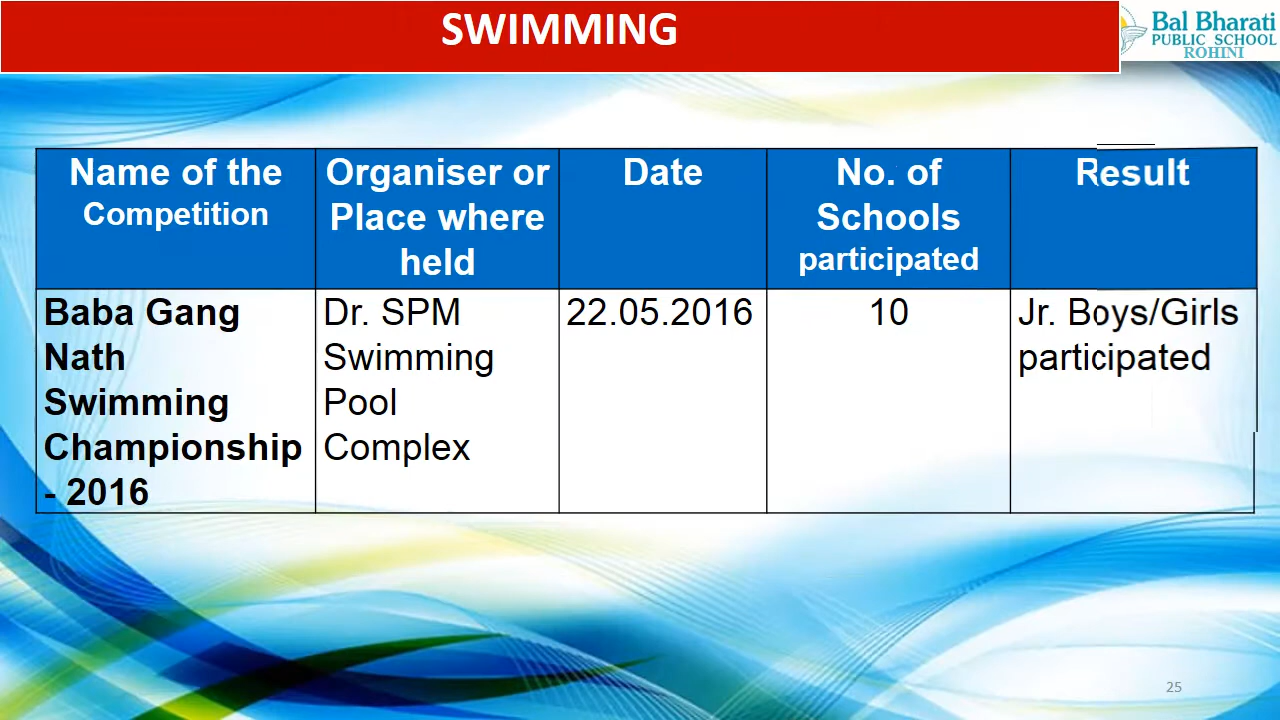 SWIMMING
Bal Bharati
PUBLIC SCHOOL
ROHINI
Name of the
Competition
Organiser or
Place where
held
Date
No. of
Schools
participated
Result
Baba Gang
Nath
Swimming
Championship
- 2016
Dr. SPM
Swimming
Pool
Complex
22.05.2016
10
Jr. Boys/Girls
participated
25